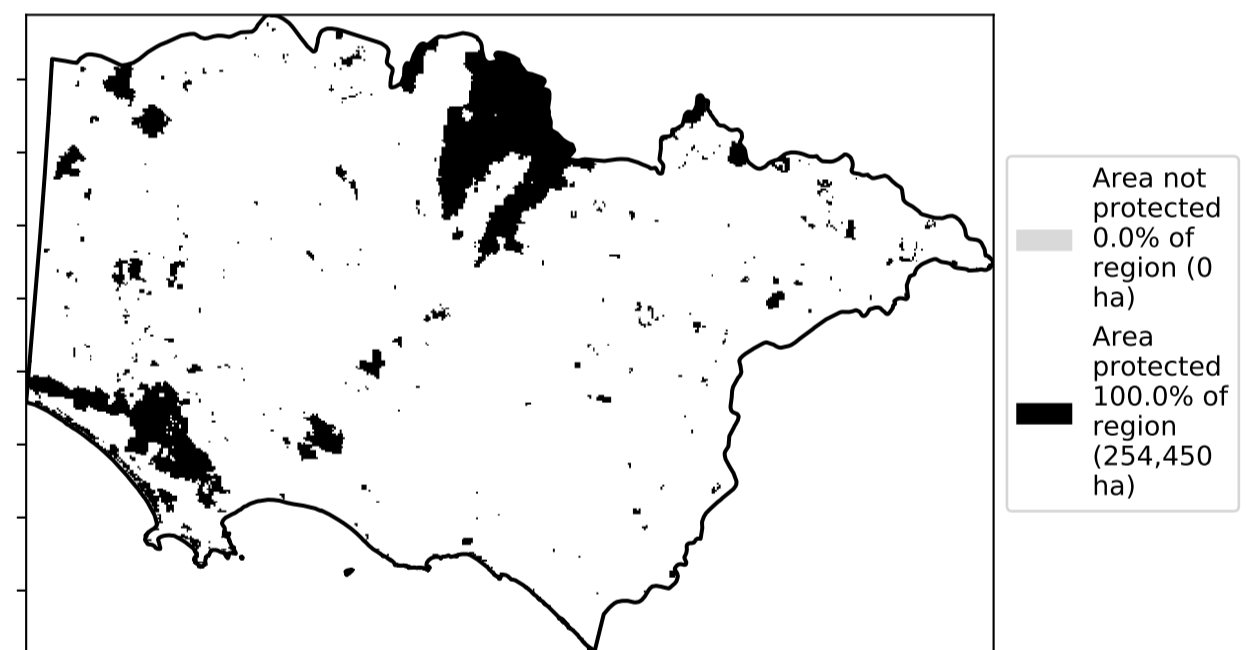 Area not
protected
0.0% of
region (0
ha)
Area
protected
100.0% of
region
(254,450
ha)